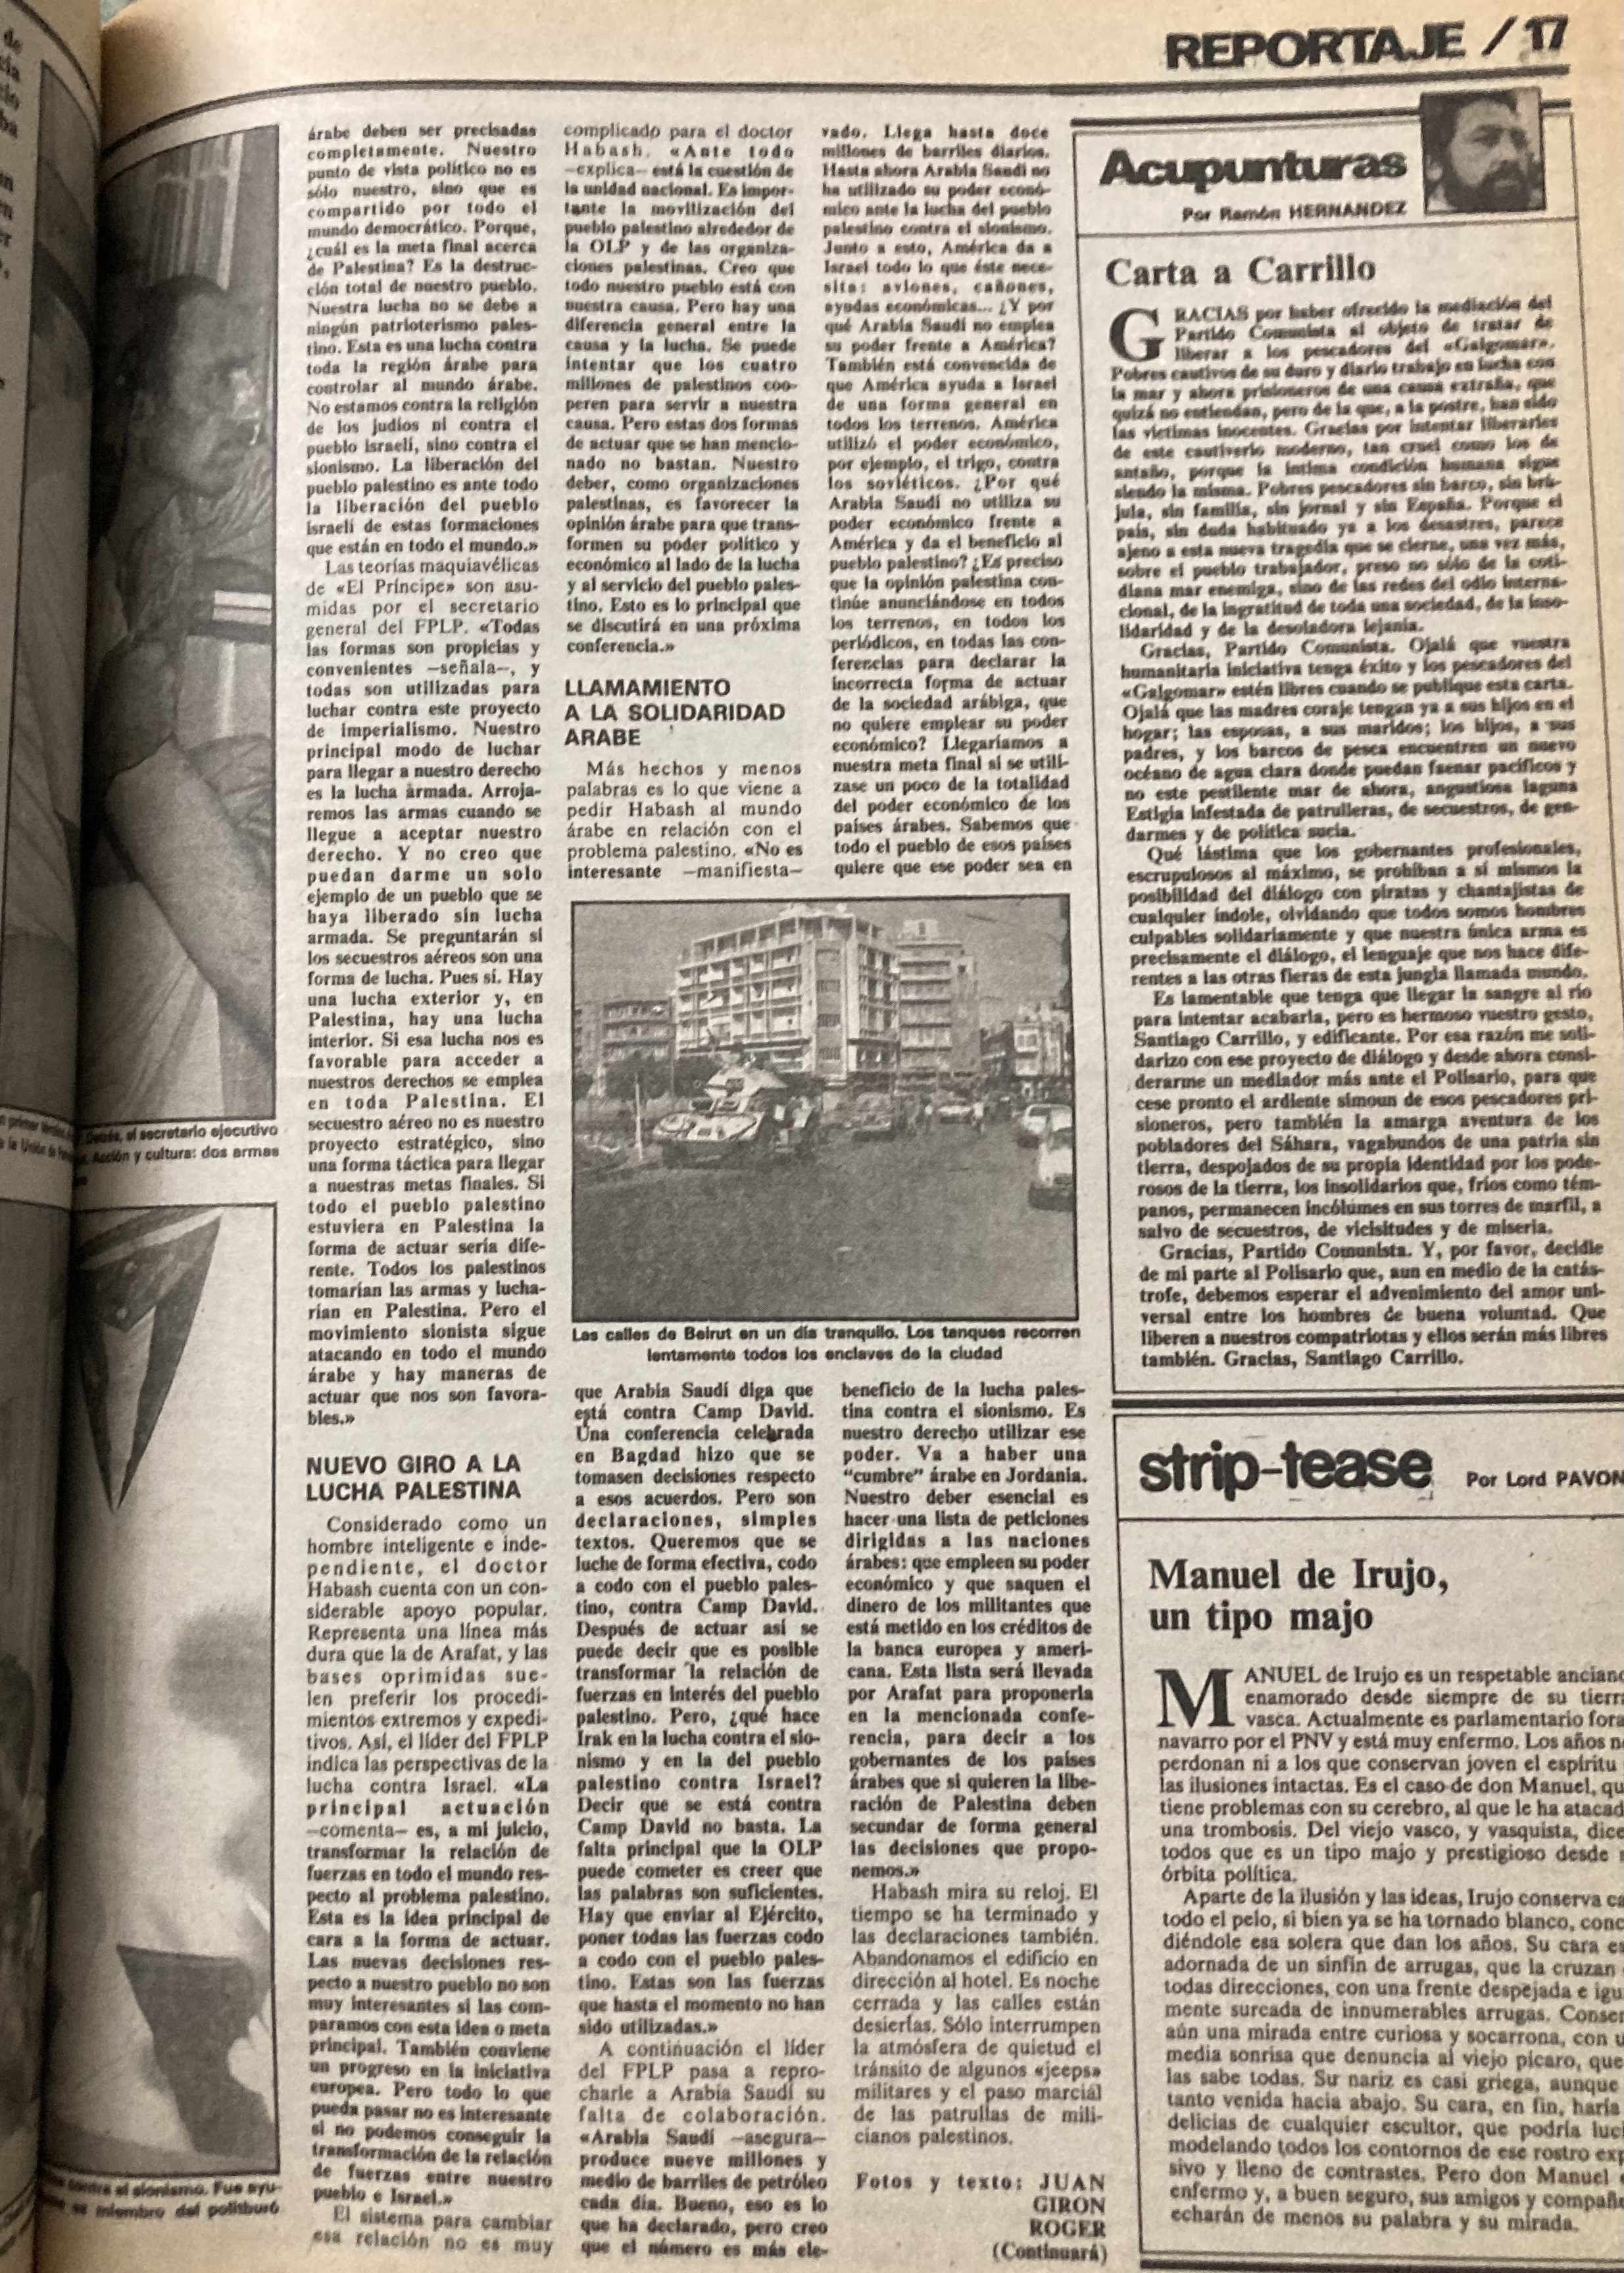 REPORTAJE / 17
árabe deben ser precisadas
completamente. Nuestro
punto de vista político no es
sólo nuestro, sino que es
compartido por todo el
mundo democrático. Porque,
¿cuál es la meta final acerca
de Palestina? Es la destruc-
ción total de nuestro pueblo.
Nuestra lucha no se debe a
ningún patrioterismo pales-
tino. Esta es una lucha contra
toda la región árabe para
controlar al mundo árabe.
No estamos contra la religión
de los judíos ni contra el
pueblo israelí, sino contra el
sionismo. La liberación del
pueblo palestino es ante todo
la liberación del pueblo
israelí de estas formaciones
que están en todo el mundo.»
Las teorías maquiavélicas
de «El Príncipe» son asu-
midas por el secretario
general del FPLP. «Todas
las formas son propicias y
convenientes —señala—, y
todas son utilizadas para
luchar contra este proyecto
de imperialismo. Nuestro
principal modo de luchar
para llegar a nuestro derecho
es la lucha armada. Arroja-
remos las armas cuando se
llegue a aceptar nuestro
derecho. Y no creo que
puedan darme un solo
ejemplo de un pueblo que se
haya liberado sin lucha
armada. Se preguntarán si
los secuestros aéreos son una
forma de lucha. Pues sí. Hay
una lucha exterior y, en
Palestina, hay una lucha
interior. Si esa lucha nos es
favorable para acceder a
nuestros derechos se emplea
en toda Palestina. El
secuestro aéreo no es nuestro
proyecto estratégico, sino
una forma táctica para llegar
a nuestras metas finales. Si
todo el pueblo palestino
estuviera en Palestina la
forma de actuar sería dife-
rente. Todos los palestinos
tomarían las armas y lucha-
rían en Palestina. Pero el
movimiento sionista sigue
atacando en todo el mundo
árabe y hay maneras de
actuar que nos son favora-
bles.»
NUEVO GIRO A LA
LUCHA PALESTINA
Considerado como un
hombre inteligente e inde-
pendiente, el doctor
Habash cuenta con un con-
siderable apoyo popular.
Representa una línea más
dura que la de Arafat, y las
bases oprimidas sue-
len preferir los procedi-
mientos extremos y expedi-
tivos. Así, el líder del FPLP
indica las perspectivas de la
lucha contra Israel. «La
principal actuación
—comenta— es, a mi juicio,
transformar la relación de
fuerzas en todo el mundo res-
pecto al problema palestino.
Esta es la idea principal de
cara a la forma de actuar.
Las nuevas decisiones res-
pecto a nuestro pueblo no son
muy interesantes si las com-
paramos con esta idea o meta
principal. También conviene
un progreso en la iniciativa
europea. Pero todo lo que
pueda pasar no es interesante
si no podemos conseguir la
transformación de la relación
de fuerzas entre nuestro
pueblo e Israel.»
El sistema para cambiar
esa relación no es muy
complicado para el doctor
Habash. «Ante todo
—explica— está la cuestión de
la unidad nacional. Es impor-
tante la movilización del
pueblo palestino alrededor de
la OLP y de las organiza-
ciones palestinas. Creo que
todo nuestro pueblo está con
nuestra causa. Pero hay una
diferencia general entre la
causa y la lucha. Se puede
intentar que los cuatro
millones de palestinos coo-
peren para servir a nuestra
causa. Pero estas dos formas
de actuar que se han mencio-
nado no bastan. Nuestro
deber, como organizaciones
palestinas, es favorecer la
opinión árabe para que trans-
formen su poder político y
económico al lado de la lucha
y al servicio del pueblo pales-
tino. Esto es lo principal que
se discutirá en una próxima
conferencia.»
LLAMAMIENTO
A LA SOLIDARIDAD
ARABE
Más hechos y menos
palabras es lo que viene a
pedir Habash al mundo
árabe en relación con el
problema palestino. «No es
interesante —manifiesta—
que Arabia Saudí diga que
está contra Camp David.
Una conferencia celebrada
en Bagdad hizo que se
tomasen decisiones respecto
a esos acuerdos. Pero son
declaraciones, simples
textos. Queremos que se
luche de forma efectiva, codo
a codo con el pueblo pales-
tino, contra Camp David.
Después de actuar así se
puede decir que es posible
transformar la relación de
fuerzas en interés del pueblo
palestino. Pero, ¿qué hace
Irak en la lucha contra el sio-
nismo y en la del pueblo
palestino contra Israel?
Decir que se está contra
Camp David no basta. La
falta principal que la OLP
puede cometer es creer que
las palabras son suficientes.
Hay que enviar al Ejército,
poner todas las fuerzas codo
a codo con el pueblo pales-
tino. Estas son las fuerzas
que hasta el momento no han
sido utilizadas.»
A continuación el líder
del FPLP pasa a repro-
charle a Arabia Saudí su
falta de colaboración.
«Arabia Saudí —asegura—
produce nueve millones y
medio de barriles de petróleo
cada día. Bueno, eso es lo
que ha declarado, pero creo
que el número es más ele-
vado. Llega hasta doce
millones de barriles diarios.
Hasta ahora Arabia Saudí no
ha utilizado su poder econó-
mico ante la lucha del pueblo
palestino contra el sionismo.
Junto a esto, América da a
Israel todo lo que éste nece-
sita: aviones, cañones,
ayudas económicas... ¿Y por
qué Arabia Saudí no emplea
su poder frente a América?
También está convencida de
que América ayuda a Israel
de una forma general en
todos los terrenos. América
utilizó el poder económico,
por ejemplo, el trigo, contra
los soviéticos. ¿Por qué
Arabia Saudí no utiliza su
poder económico frente a
América y da el beneficio al
pueblo palestino? ¿Es preciso
que la opinión palestina con-
tinúe anunciándose en todos
los terrenos, en todos los
periódicos, en todas las con-
ferencias para declarar la
incorrecta forma de actuar
de la sociedad arábiga, que
no quiere emplear su poder
económico? Llegaríamos a
nuestra meta final si se utili-
zase un poco de la totalidad
del poder económico de los
países árabes. Sabemos que
todo el pueblo de esos países
quiere que ese poder sea en
beneficio de la lucha pales-
tina contra el sionismo. Es
nuestro derecho utilizar ese
poder. Va a haber una
“cumbre” árabe en Jordania.
Nuestro deber esencial es
hacer una lista de peticiones
dirigidas a las naciones
árabes: que empleen su poder
económico y que saquen el
dinero de los militantes que
está metido en los créditos de
la banca europea y ameri-
cana. Esta lista será llevada
por Arafat para proponerla
en la mencionada confe-
rencia, para decir a los
gobernantes de los países
árabes que si quieren la libe-
ración de Palestina deben
secundar de forma general
las decisiones que propo-
nemos.»
Habash mira su reloj. El
tiempo se ha terminado y
las declaraciones también.
Abandonamos el edificio en
dirección al hotel. Es noche
cerrada y las calles están
desiertas. Sólo interrumpen
la atmósfera de quietud el
tránsito de algunos «jeeps»
militares y el paso marcial
de las patrullas de mili-
cianos palestinos.
Fotos y texto: JUAN
GIRON
ROGER
(Continuará)
Las calles de Beirut en un día tranquilo. Los tanques recorren
lentamente todos los enclaves de la ciudad
Detrás, el secretario ejecutivo
Acción y cultura: dos armas
contra el sionismo. Fue ayu-
miembro del politburó
Acupunturas
Por Ramón HERNANDEZ
Carta a Carrillo
GRACIAS por haber ofrecido la mediación del
Partido Comunista al objeto de tratar de
liberar a los pescadores del «Galgomar».
Pobres cautivos de su duro y diario trabajo en lucha con
la mar y ahora prisioneros de una causa extraña, que
quizá no entiendan, pero de la que, a la postre, han sido
las víctimas inocentes. Gracias por intentar liberarles
de este cautiverio moderno, tan cruel como los de
antaño, porque la íntima condición humana sigue
siendo la misma. Pobres pescadores sin barco, sin brú-
jula, sin familia, sin jornal y sin España. Porque el
país, sin duda habituado ya a los desastres, parece
ajeno a esta nueva tragedia que se cierne, una vez más,
sobre el pueblo trabajador, preso no sólo de la coti-
diana mar enemiga, sino de las redes del odio interna-
cional, de la ingratitud de toda una sociedad, de la inso-
lidaridad y de la desoladora lejanía.
Gracias, Partido Comunista. Ojalá que vuestra
humanitaria iniciativa tenga éxito y los pescadores del
«Galgomar» estén libres cuando se publique esta carta.
Ojalá que las madres coraje tengan ya a sus hijos en el
hogar; las esposas, a sus maridos; los hijos, a sus
padres, y los barcos de pesca encuentren un nuevo
océano de agua clara donde puedan faenar pacíficos y
no este pestilente mar de ahora, angustiosa laguna
Estigia infestada de patrulleras, de secuestros, de gen-
darmes y de política sucia.
Qué lástima que los gobernantes profesionales,
escrupulosos al máximo, se prohíban a sí mismos la
posibilidad del diálogo con piratas y chantajistas de
cualquier índole, olvidando que todos somos hombres
culpables solidariamente y que nuestra única arma es
precisamente el diálogo, el lenguaje que nos hace dife-
rentes a las otras fieras de esta jungla llamada mundo.
Es lamentable que tenga que llegar la sangre al río
para intentar acabarla, pero es hermoso vuestro gesto,
Santiago Carrillo, y edificante. Por esa razón me soli-
darizo con ese proyecto de diálogo y desde ahora consi-
derarme un mediador más ante el Polisario, para que
cese pronto el ardiente simoun de esos pescadores pri-
sioneros, pero también la amarga aventura de los
pobladores del Sáhara, vagabundos de una patria sin
tierra, despojados de su propia identidad por los pode-
rosos de la tierra, los insolidarios que, fríos como tém-
panos, permanecen incólumes en sus torres de marfil, a
salvo de secuestros, de vicisitudes y de miseria.
Gracias, Partido Comunista. Y, por favor, decidle
de mi parte al Polisario que, aun en medio de la catás-
trofe, debemos esperar el advenimiento del amor uni-
versal entre los hombres de buena voluntad. Que
liberen a nuestros compatriotas y ellos serán más libres
también. Gracias, Santiago Carrillo.
strip-tease
Por Lord PAVON
Manuel de Irujo,
un tipo majo
MANUEL de Irujo es un respetable anciano
enamorado desde siempre de su tierra
vasca. Actualmente es parlamentario fora
navarro por el PNV y está muy enfermo. Los años no
perdonan ni a los que conservan joven el espíritu
las ilusiones intactas. Es el caso de don Manuel, qu
tiene problemas con su cerebro, al que le ha atacad
una trombosis. Del viejo vasco, y vasquista, dice
todos que es un tipo majo y prestigioso desde
órbita política.
Aparte de la ilusión y las ideas, Irujo conserva ca
todo el pelo, si bien ya se ha tornado blanco, conc
diéndole esa solera que dan los años. Su cara es
adornada de un sinfín de arrugas, que la cruzan
todas direcciones, con una frente despejada e igu
mente surcada de innumerables arrugas. Conser
aún una mirada entre curiosa y socarrona, con u
media sonrisa que denuncia al viejo pícaro, que
las sabe todas. Su nariz es casi griega, aunque
tanto venida hacia abajo. Su cara, en fin, haría
delicias de cualquier escultor, que podría luci
modelando todos los contornos de ese rostro exp
sivo y lleno de contrastes. Pero don Manuel
enfermo y, a buen seguro, sus amigos y compañe
echarán de menos su palabra y su mirada.